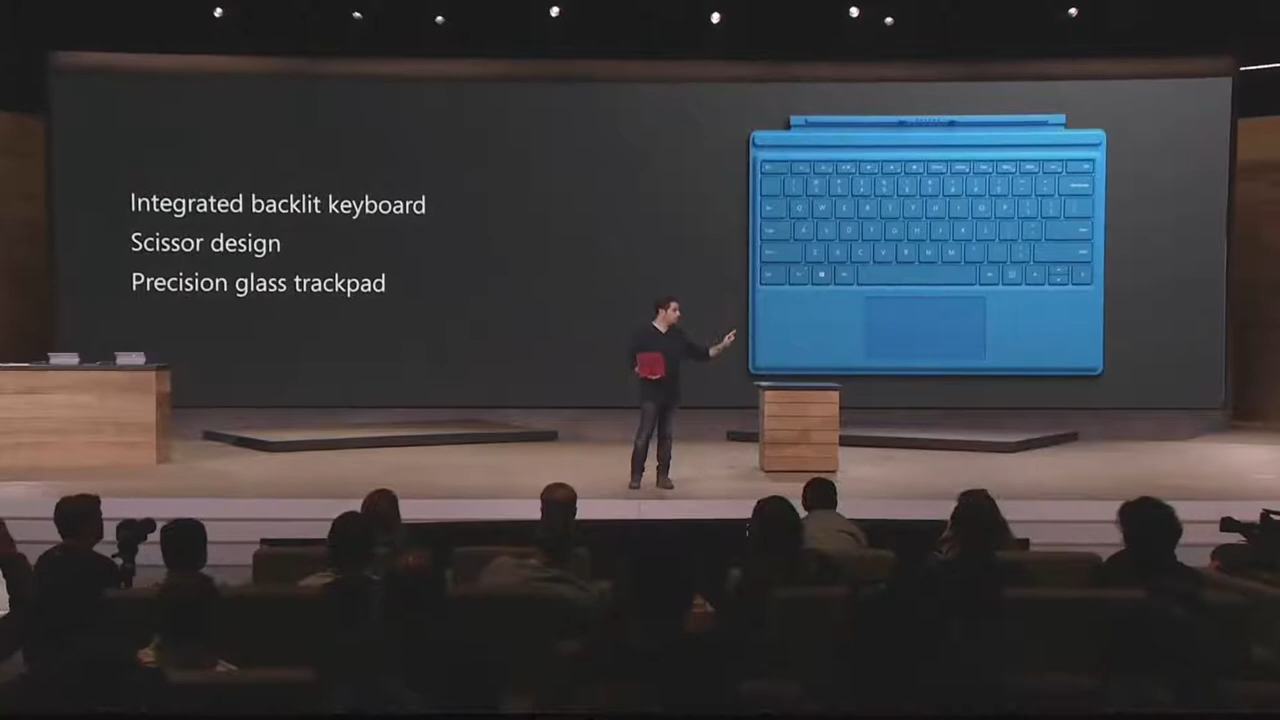 Integrated backlit keyboard
Scissor design
Precision glass trackpad